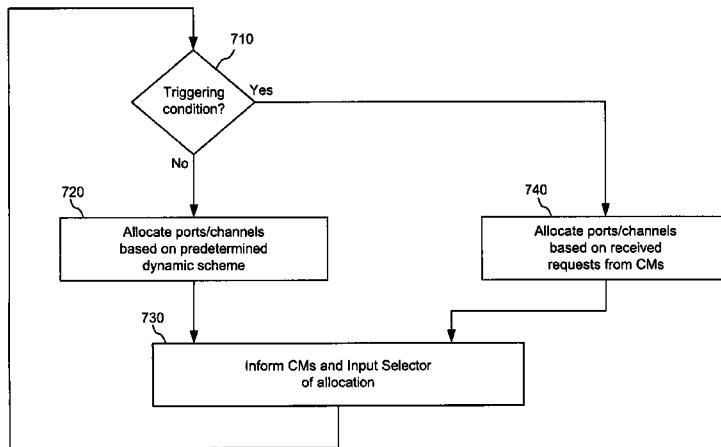 710
Triggering
condition?
Yes
No
720
Allocate ports/channels
based on predetermined
dynamic scheme
740
Allocate ports/channels
based on received
requests from CMs
730
Inform CMs and Input Selector
of allocation